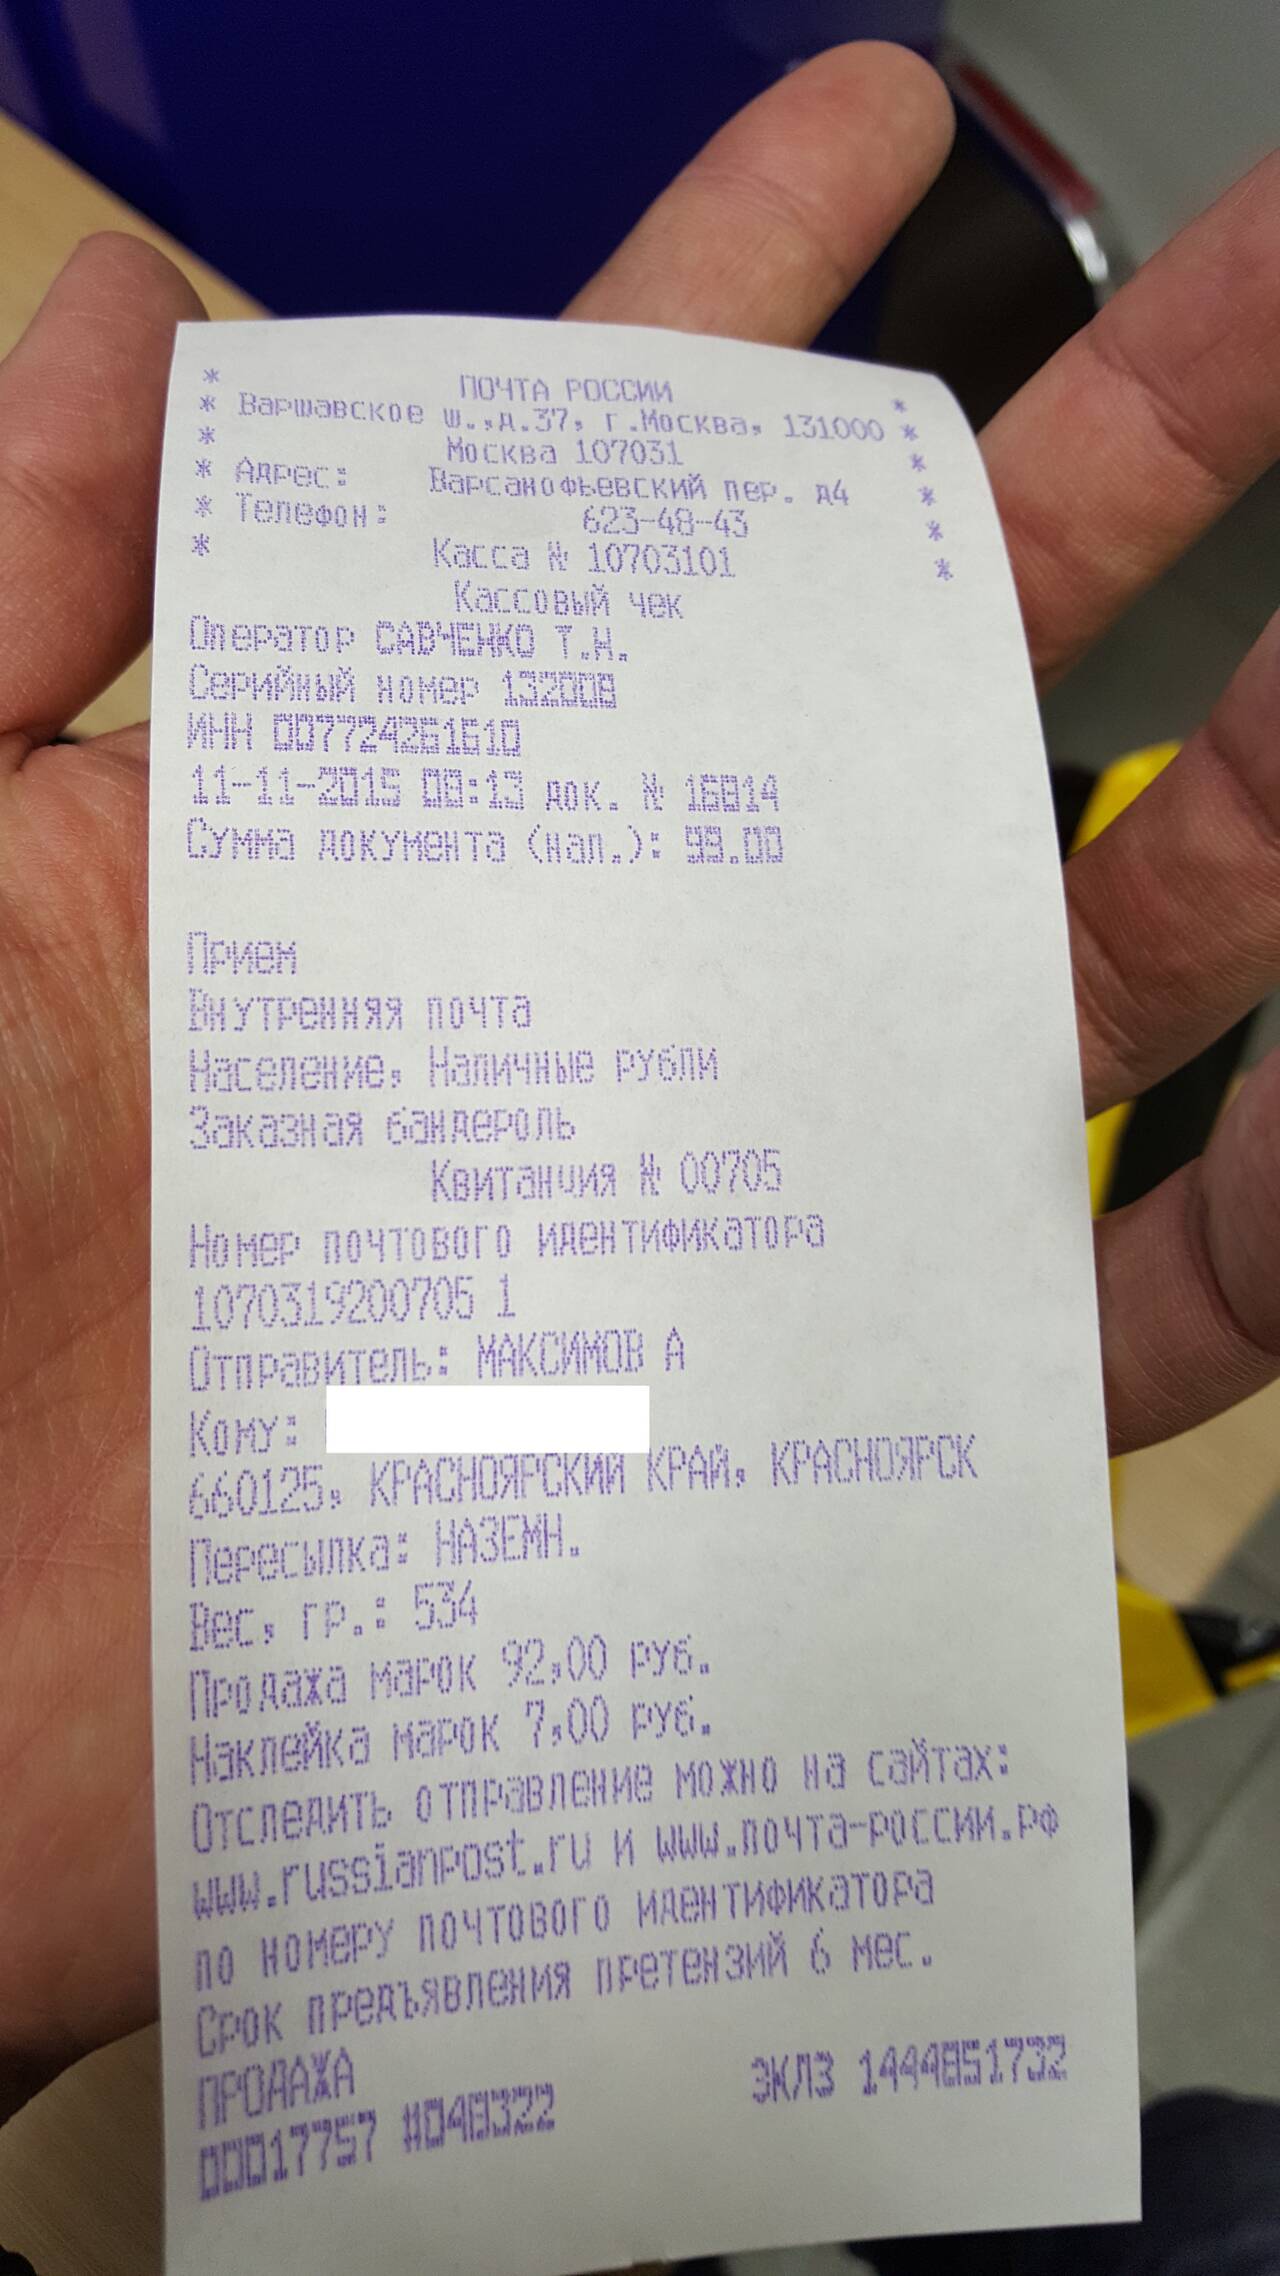 * ПОЧТА РОССИИ *
* Варшавское ш.,д.37, г.Москва, 131000 *
* Москва 107031 *
* Адрес: Варсанофьевский пер. д4 *
* Телефон: 623-48-43 *
* Касса № 10703101 *
Кассовый чек
Оператор САВЧЕНКО Т.Н.
Серийный номер 132008
ИНН 007724261610
11-11-2015 08:13 док. № 16814
Сумма документа (нал.): 99.00
Прием
Внутренняя почта
Население, Наличные рубли
Заказная бандероль
Квитанция № 00705
Номер почтового идентификатора
1070319200705 1
Отправитель: МАКСИМОВ А
Кому:
660125, КРАСНОЯРСКИЙ КРАЙ, КРАСНОЯРСК
Пересылка: НАЗЕМН.
Вес, гр.: 534
Продажа марок 92,00 руб.
Наклейка марок 7,00 руб.
Отследить отправление можно на сайтах:
www.russianpost.ru и www.почта-россии.рф
по номеру почтового идентификатора
Срок предъявления претензий 6 мес.
ПРОДАЖА ЭКЛЗ 1444851732
00017757 #048322